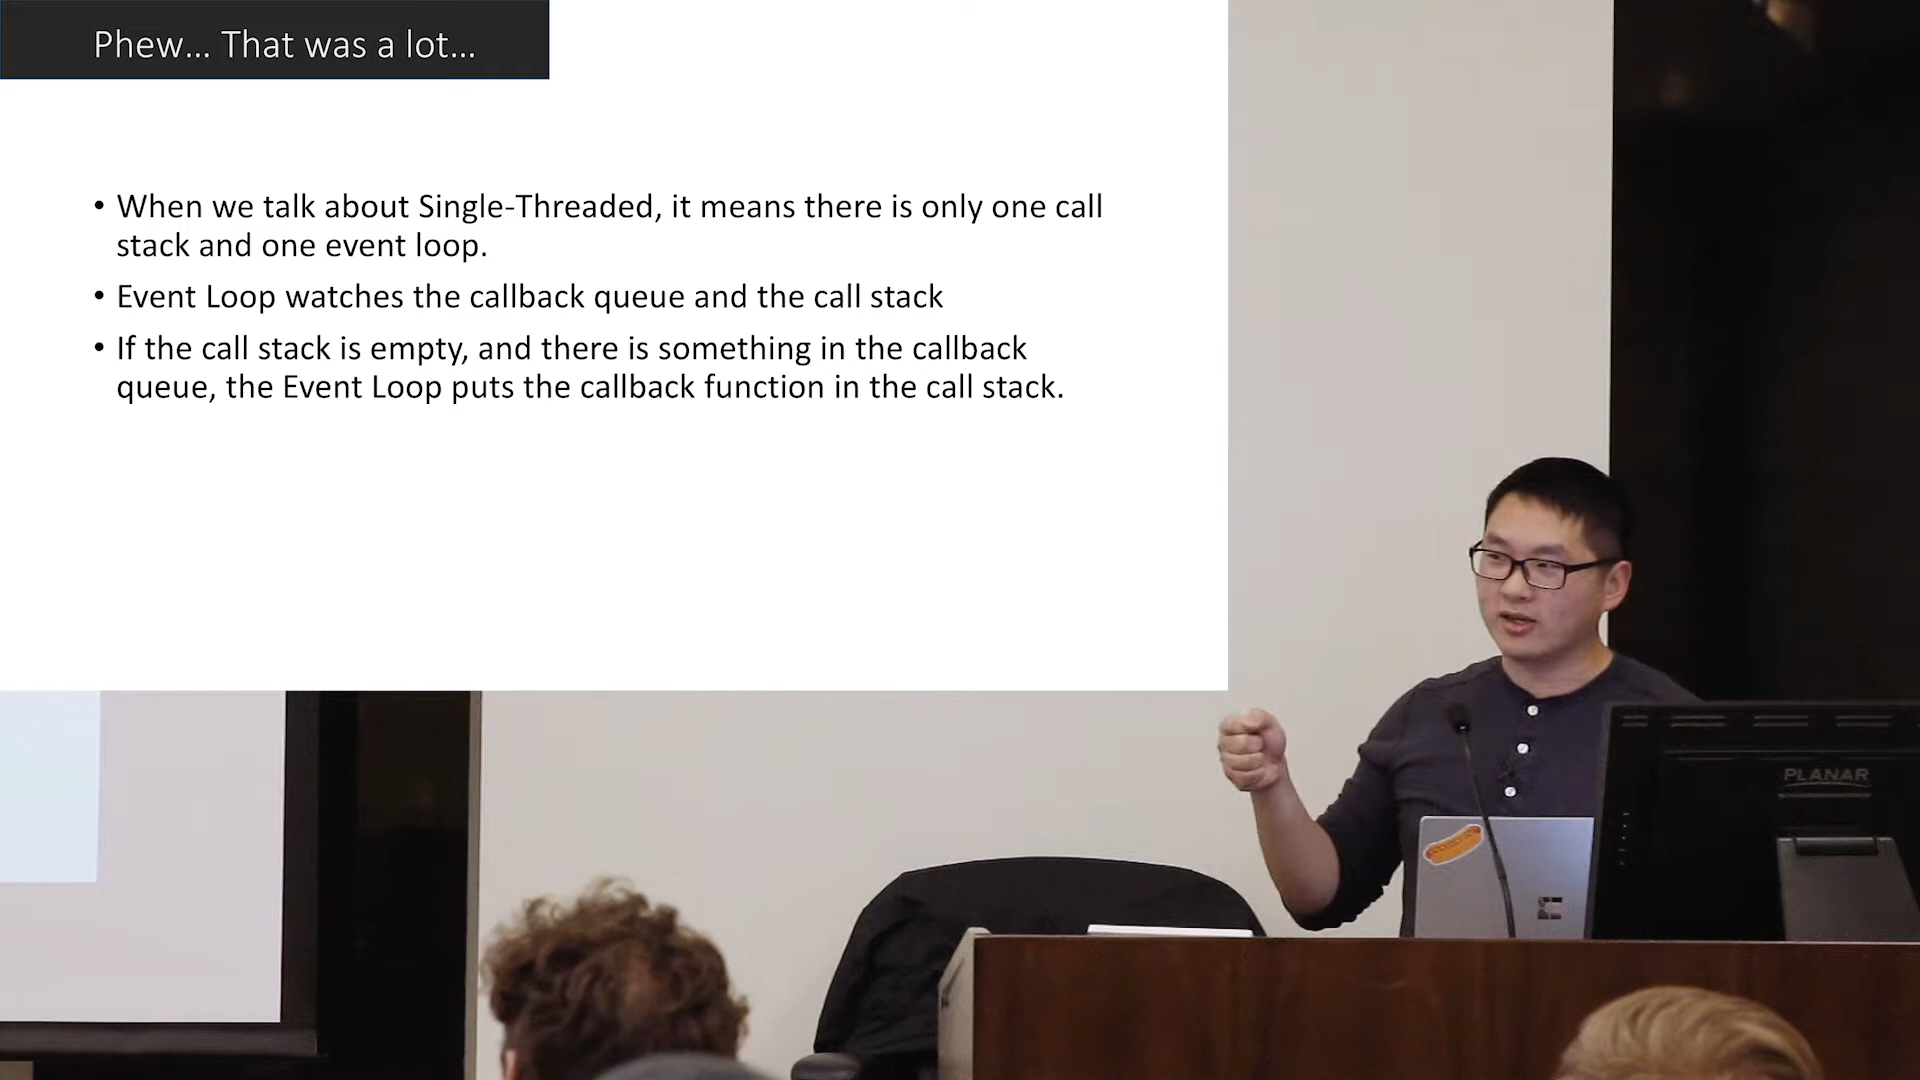 Phew... That was a lot...
• When we talk about Single-Threaded, it means there is only one call
stack and one event loop.
• Event Loop watches the callback queue and the call stack
• If the call stack is empty, and there is something in the callback
queue, the Event Loop puts the callback function in the call stack.
PLANAR